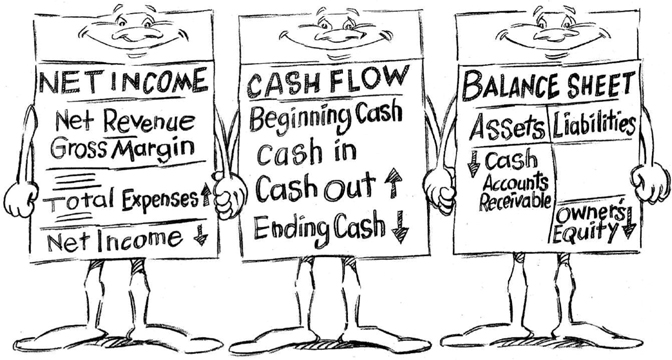 NET INCOME
Net Revenue
Gross Margin
Total Expenses ↑
Net Income ↓
CASH FLOW
Beginning Cash
Cash in
Cash out ↑
Ending Cash ↓
BALANCE SHEET
Assets
Liabilities
↓ Cash
Accounts
Receivable
Owner's
Equity ↓